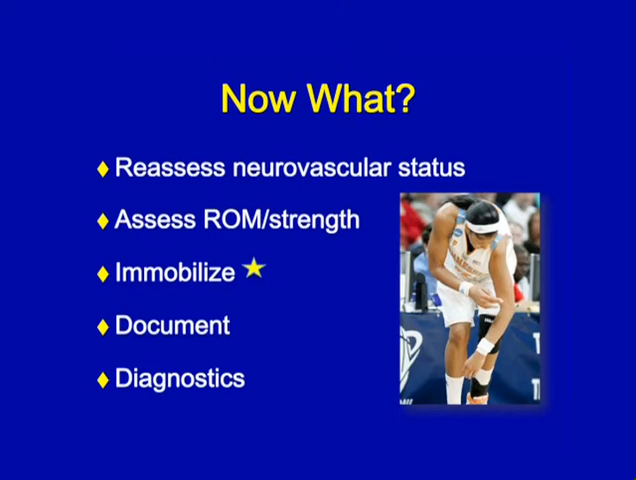 Now What?
Reassess neurovascular status
Assess ROM/strength
Immobilize
Document
Diagnostics